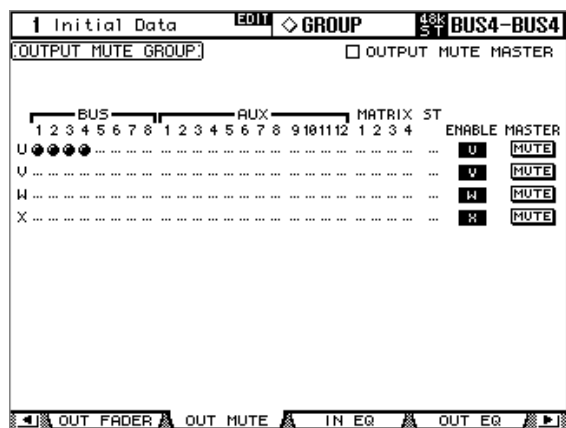 1 Initial Data EDIT ◇GROUP 48k ST BUS4-BUS4
OUTPUT MUTE GROUP □ OUTPUT MUTE MASTER
BUS AUX MATRIX ST
1 2 3 4 5 6 7 8 1 2 3 4 5 6 7 8 9 10 11 12 1 2 3 4 ENABLE MASTER
U U MUTE
V V MUTE
W W MUTE
X X MUTE
OUT FADER OUT MUTE IN EQ OUT EQ